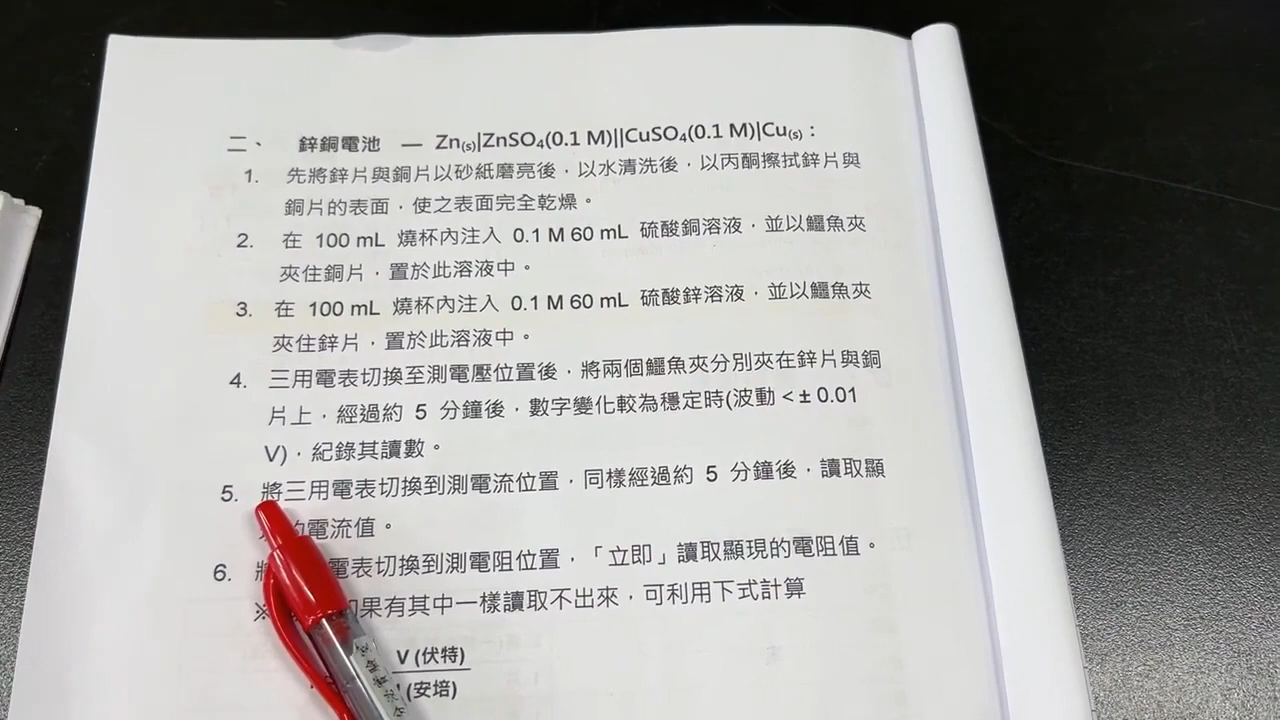 二、 鋅銅電池 — Zn(s)|ZnSO₄(0.1 M)||CuSO₄(0.1 M)|Cu(s)：
1. 先將鋅片與銅片以砂紙磨亮後，以水清洗後，以丙酮擦拭鋅片與
銅片的表面，使之表面完全乾燥。
2. 在 100 mL 燒杯內注入 0.1 M 60 mL 硫酸銅溶液，並以鱷魚夾
夾住銅片，置於此溶液中。
3. 在 100 mL 燒杯內注入 0.1 M 60 mL 硫酸鋅溶液，並以鱷魚夾
夾住鋅片，置於此溶液中。
4. 三用電表切換至測電壓位置後，將兩個鱷魚夾分別夾在鋅片與銅
片上，經過約 5 分鐘後，數字變化較為穩定時(波動 < ± 0.01
V)，紀錄其讀數。
5. 將三用電表切換到測電流位置，同樣經過約 5 分鐘後，讀取顯
的電流值。
6. 將 電表切換到測電阻位置，「立即」讀取顯現的電阻值。
※ 如果有其中一樣讀取不出來，可利用下式計算
V (伏特)
(安培)